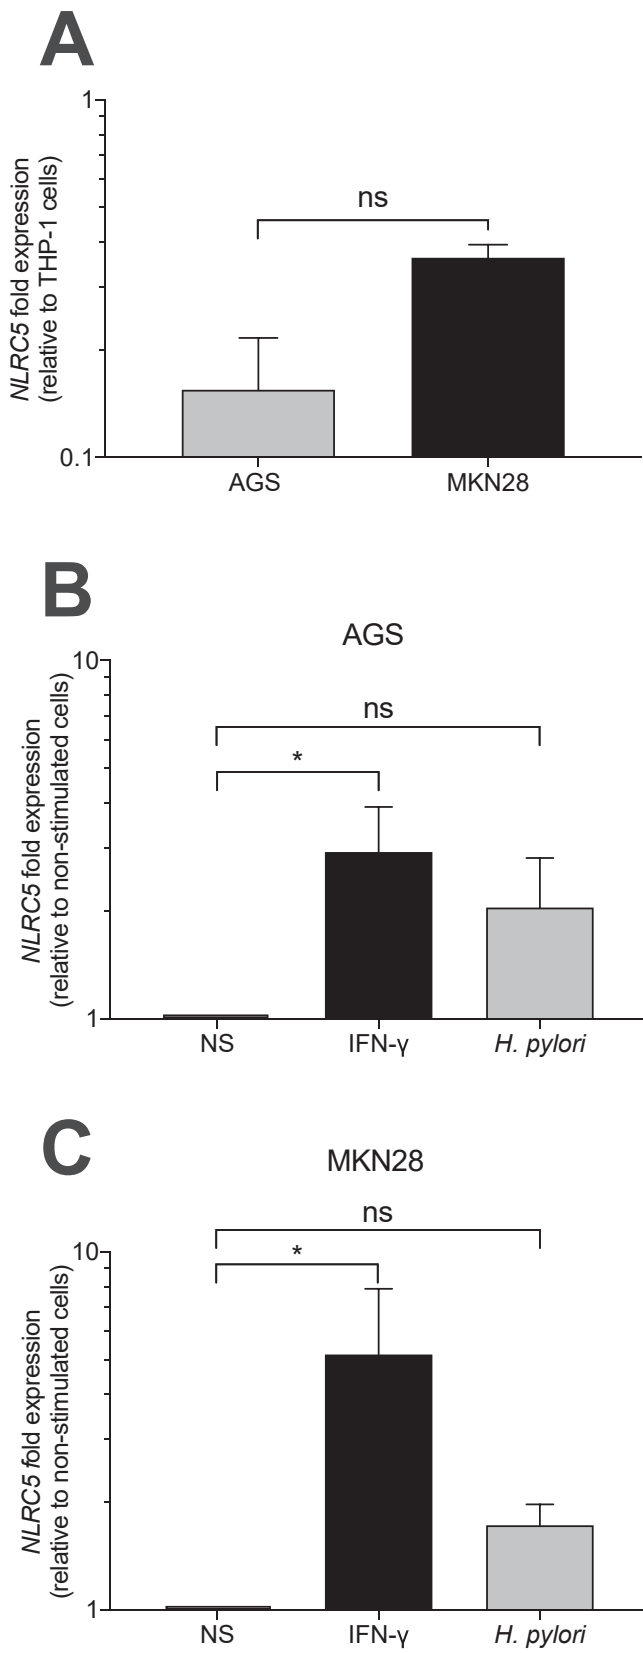 A
1
NLRC5 fold expression
(relative to THP-1 cells)
ns
0.1
AGS
MKN28
B
AGS
10
NLRC5 fold expression
(relative to non-stimulated cells)
ns
*
1
NS
IFN-γ
H. pylori
C
MKN28
ns
10
*
NLRC5 fold expression
(relative to non-stimulated cells)
1
NS
IFN-γ
H. pylori